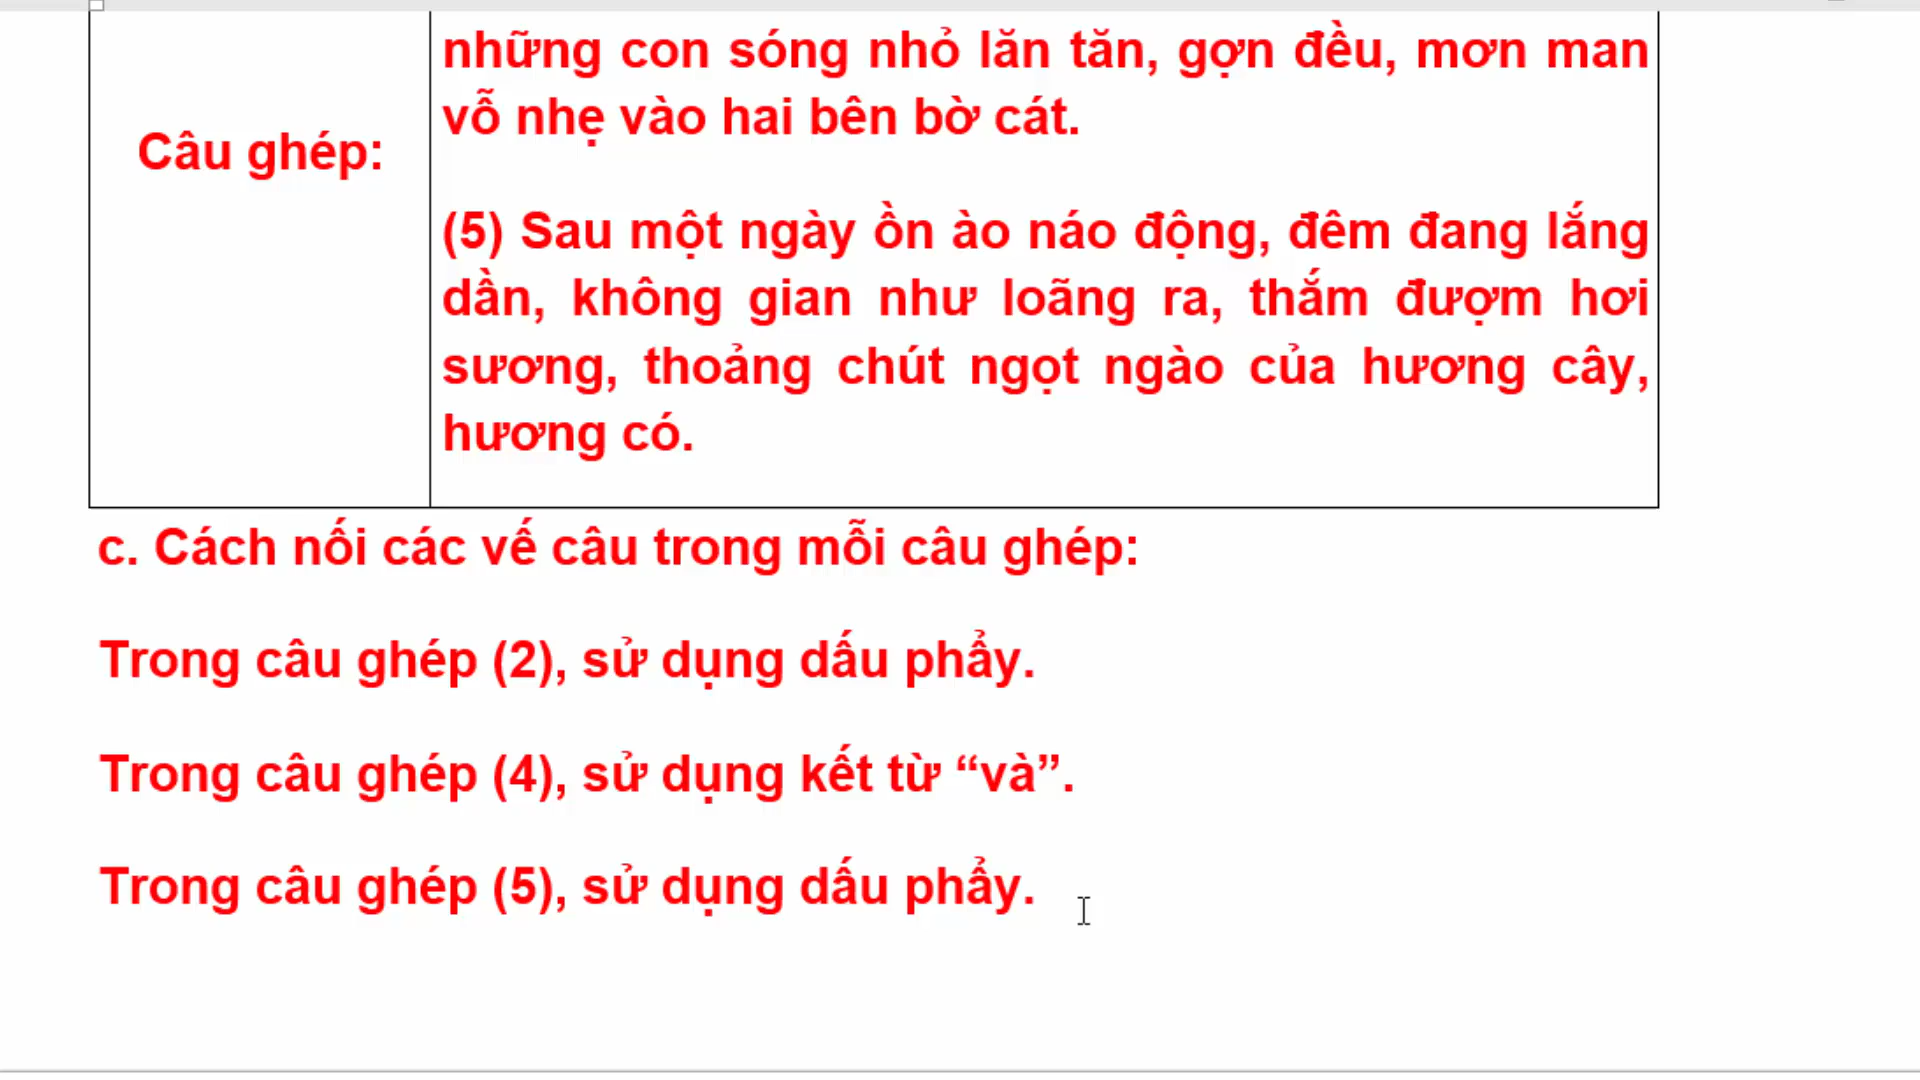 những con sóng nhỏ lăn tăn, gợn đều, mơn man
vỗ nhẹ vào hai bên bờ cát.
Câu ghép:
(5) Sau một ngày ồn ào náo động, đêm đang lắng
dần, không gian như loãng ra, thắm đượm hơi
sương, thoảng chút ngọt ngào của hương cây,
hương có.
c. Cách nối các vế câu trong mỗi câu ghép:
Trong câu ghép (2), sử dụng dấu phẩy.
Trong câu ghép (4), sử dụng kết từ “và”.
Trong câu ghép (5), sử dụng dấu phẩy.